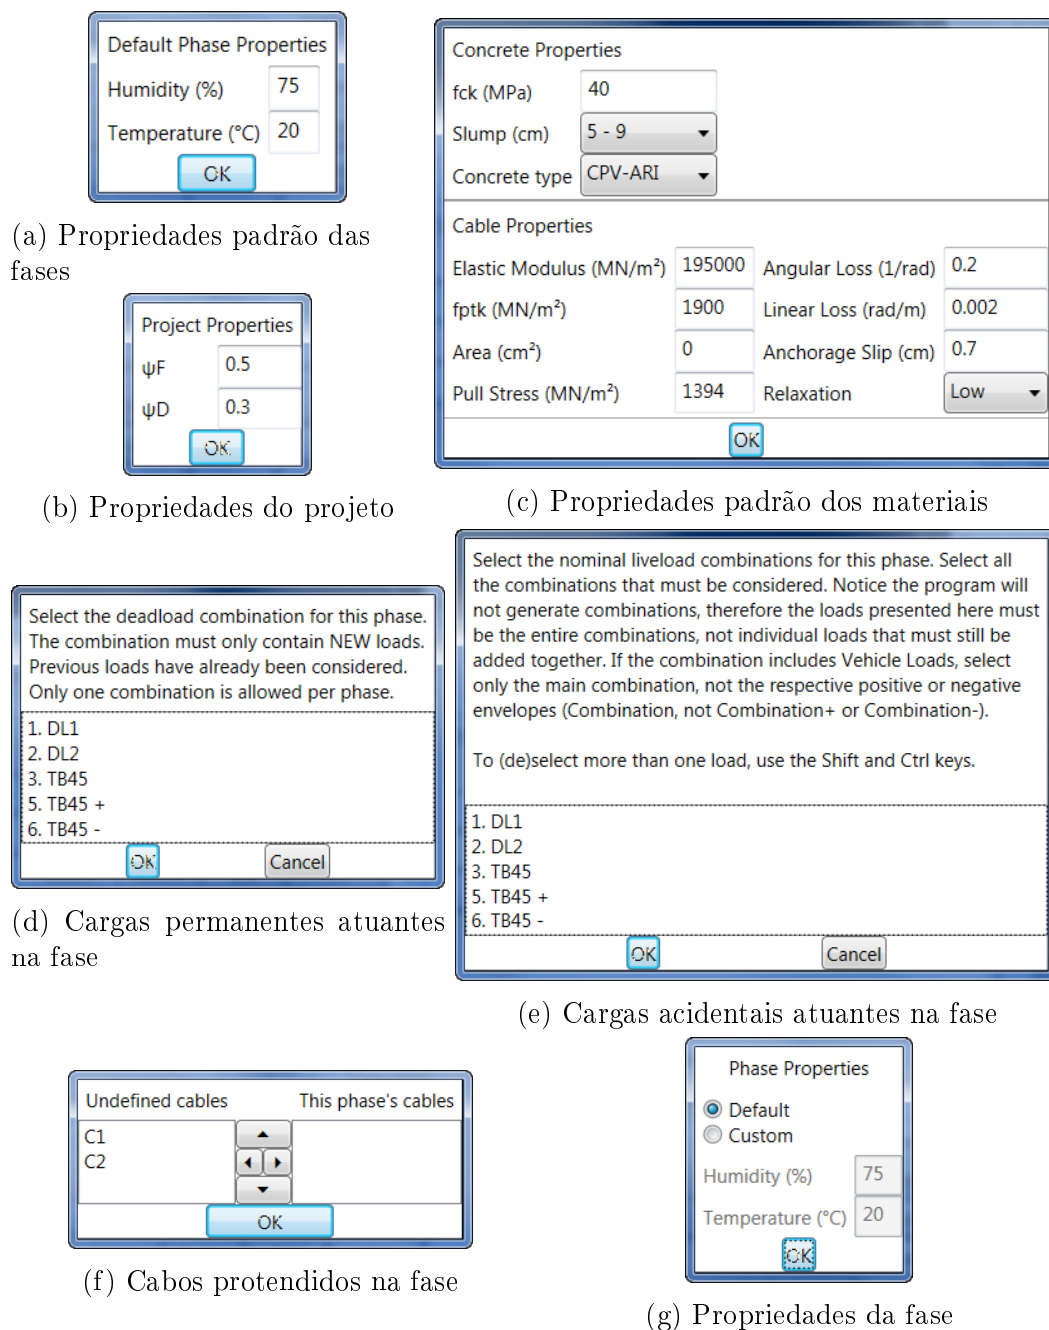 Default Phase Properties
Humidity (%) 75
Temperature (°C) 20
OK
(a) Propriedades padrão das
fases
Project Properties
ψF 0.5
ψD 0.3
OK
(b) Propriedades do projeto
Concrete Properties
fck (MPa) 40
Slump (cm) 5 - 9
Concrete type CPV-ARI
Cable Properties
Elastic Modulus (MN/m²) 195000 Angular Loss (1/rad) 0.2
fptk (MN/m²) 1900 Linear Loss (rad/m) 0.002
Area (cm²) 0 Anchorage Slip (cm) 0.7
Pull Stress (MN/m²) 1394 Relaxation Low
OK
(c) Propriedades padrão dos materiais
Select the deadload combination for this phase.
The combination must only contain NEW loads.
Previous loads have already been considered.
Only one combination is allowed per phase.
1. DL1
2. DL2
3. TB45
5. TB45 +
6. TB45 -
OK Cancel
(d) Cargas permanentes atuantes
na fase
Select the nominal liveload combinations for this phase. Select all
the combinations that must be considered. Notice the program will
not generate combinations, therefore the loads presented here must
be the entire combinations, not individual loads that must still be
added together. If the combination includes Vehicle Loads, select
only the main combination, not the respective positive or negative
envelopes (Combination, not Combination+ or Combination-).
To (de)select more than one load, use the Shift and Ctrl keys.
1. DL1
2. DL2
3. TB45
5. TB45 +
6. TB45 -
OK Cancel
(e) Cargas acidentais atuantes na fase
Undefined cables This phase's cables
C1
C2
OK
(f) Cabos protendidos na fase
Phase Properties
Default
Custom
Humidity (%) 75
Temperature (°C) 20
OK
(g) Propriedades da fase